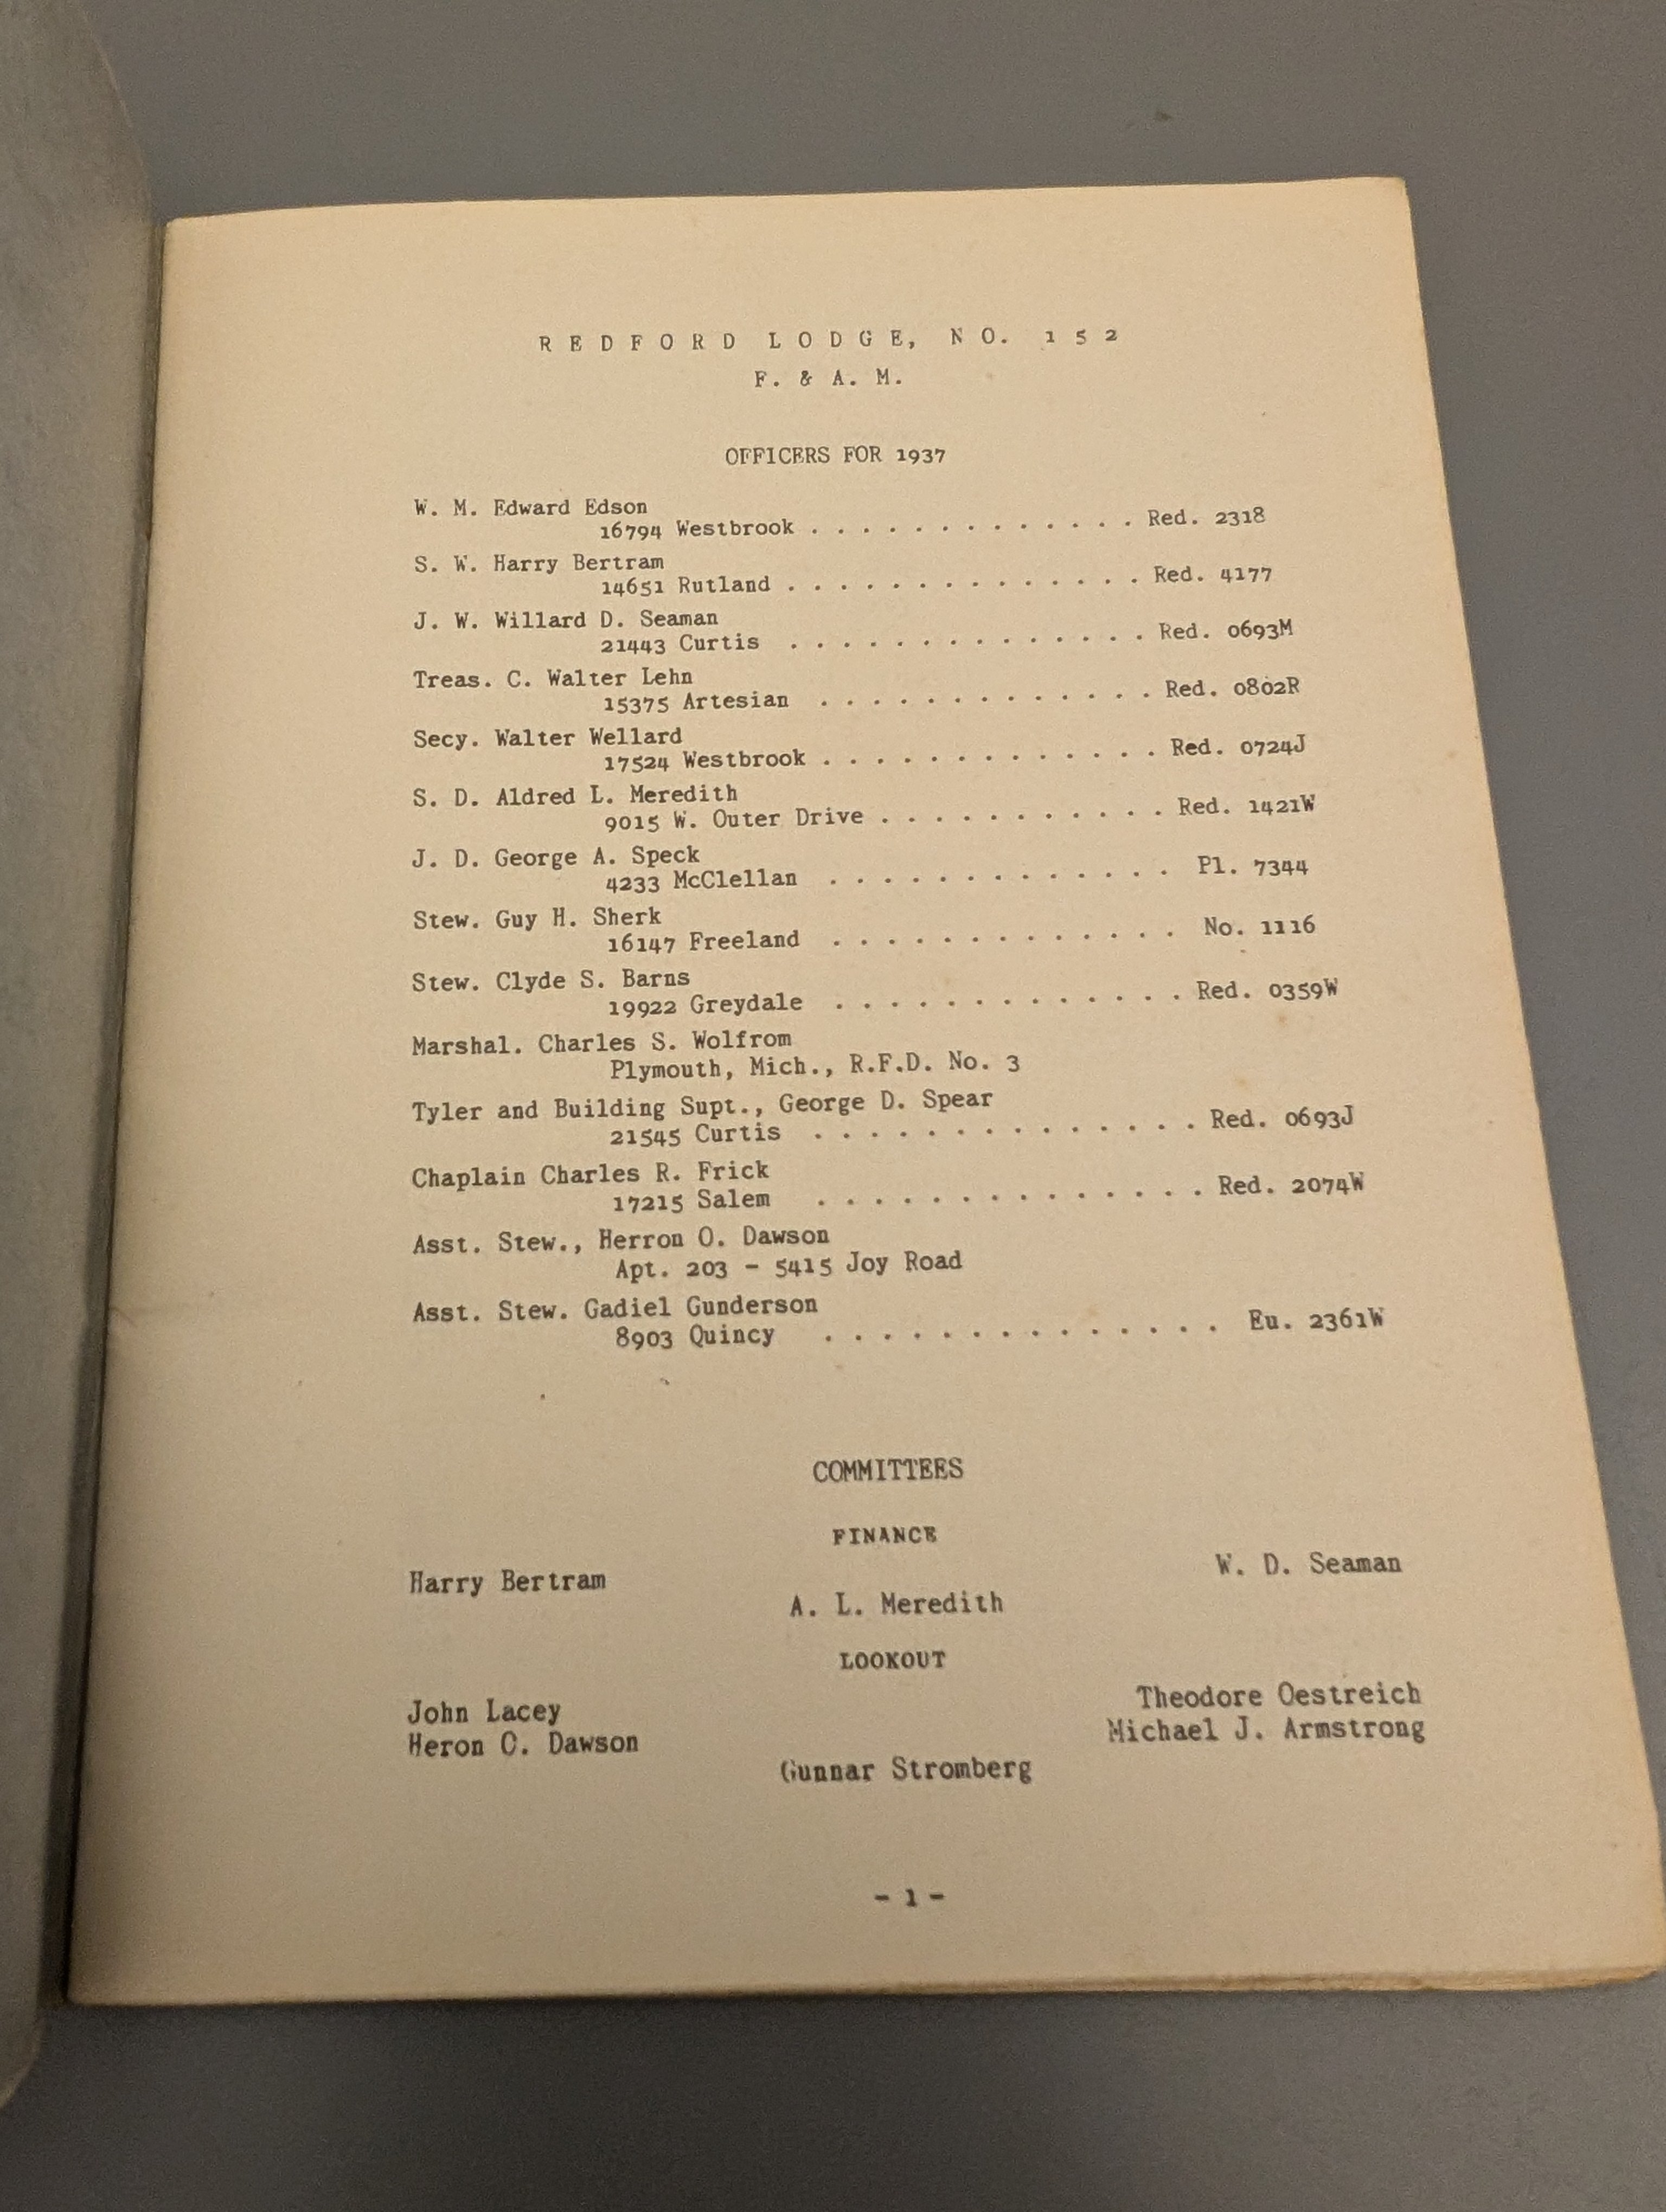 REDFORD LODGE, NO. 152
F. & A. M.
OFFICERS FOR 1937
W. M. Edward Edson
16794 Westbrook . . . . . . . . . . . . . Red. 2318
S. W. Harry Bertram
14651 Rutland . . . . . . . . . . . . . . Red. 4177
J. W. Willard D. Seaman
21443 Curtis . . . . . . . . . . . . . . Red. 0693M
Treas. C. Walter Lehn
15375 Artesian . . . . . . . . . . . . . Red. 0802R
Secy. Walter Wellard
17524 Westbrook . . . . . . . . . . . . . Red. 0724J
S. D. Aldred L. Meredith
9015 W. Outer Drive . . . . . . . . . . . Red. 1421W
J. D. George A. Speck
4233 McClellan . . . . . . . . . . . . . Pl. 7344
Stew. Guy H. Sherk
16147 Freeland . . . . . . . . . . . . . No. 1116
Stew. Clyde S. Barns
19922 Greydale . . . . . . . . . . . . . Red. 0359W
Marshal. Charles S. Wolfrom
Plymouth, Mich., R.F.D. No. 3
Tyler and Building Supt., George D. Spear
21545 Curtis . . . . . . . . . . . . . . Red. 0693J
Chaplain Charles R. Frick
17215 Salem . . . . . . . . . . . . . . Red. 2074W
Asst. Stew., Herron O. Dawson
Apt. 203 - 5415 Joy Road
Asst. Stew. Gadiel Gunderson
8903 Quincy . . . . . . . . . . . . . . Eu. 2361W
COMMITTEES
FINANCE
Harry Bertram W. D. Seaman
A. L. Meredith
LOOKOUT
John Lacey Theodore Oestreich
Heron O. Dawson Michael J. Armstrong
Gunnar Stromberg
- 1 -